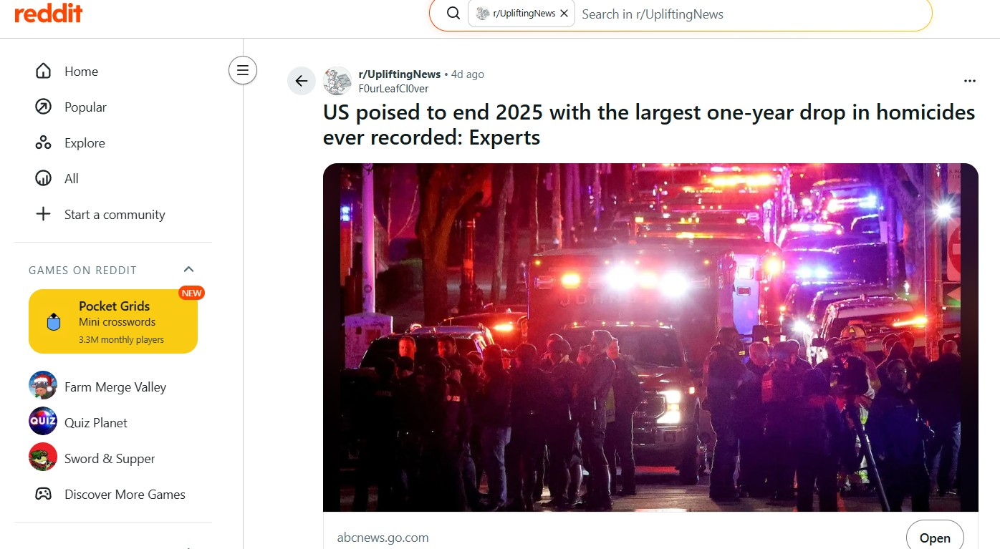 reddit
r/UpliftingNews
Search in r/UpliftingNews
Home
Popular
Explore
All
Start a community
GAMES ON REDDIT
NEW
Pocket Grids
Mini crosswords
3.3M monthly players
QUIZ
Farm Merge Valley
Quiz Planet
Sword & Supper
Discover More Games
r/UpliftingNews • 4d ago
F0urLeafCl0ver
US poised to end 2025 with the largest one-year drop in homicides
ever recorded: Experts
abcnews.go.com
Open